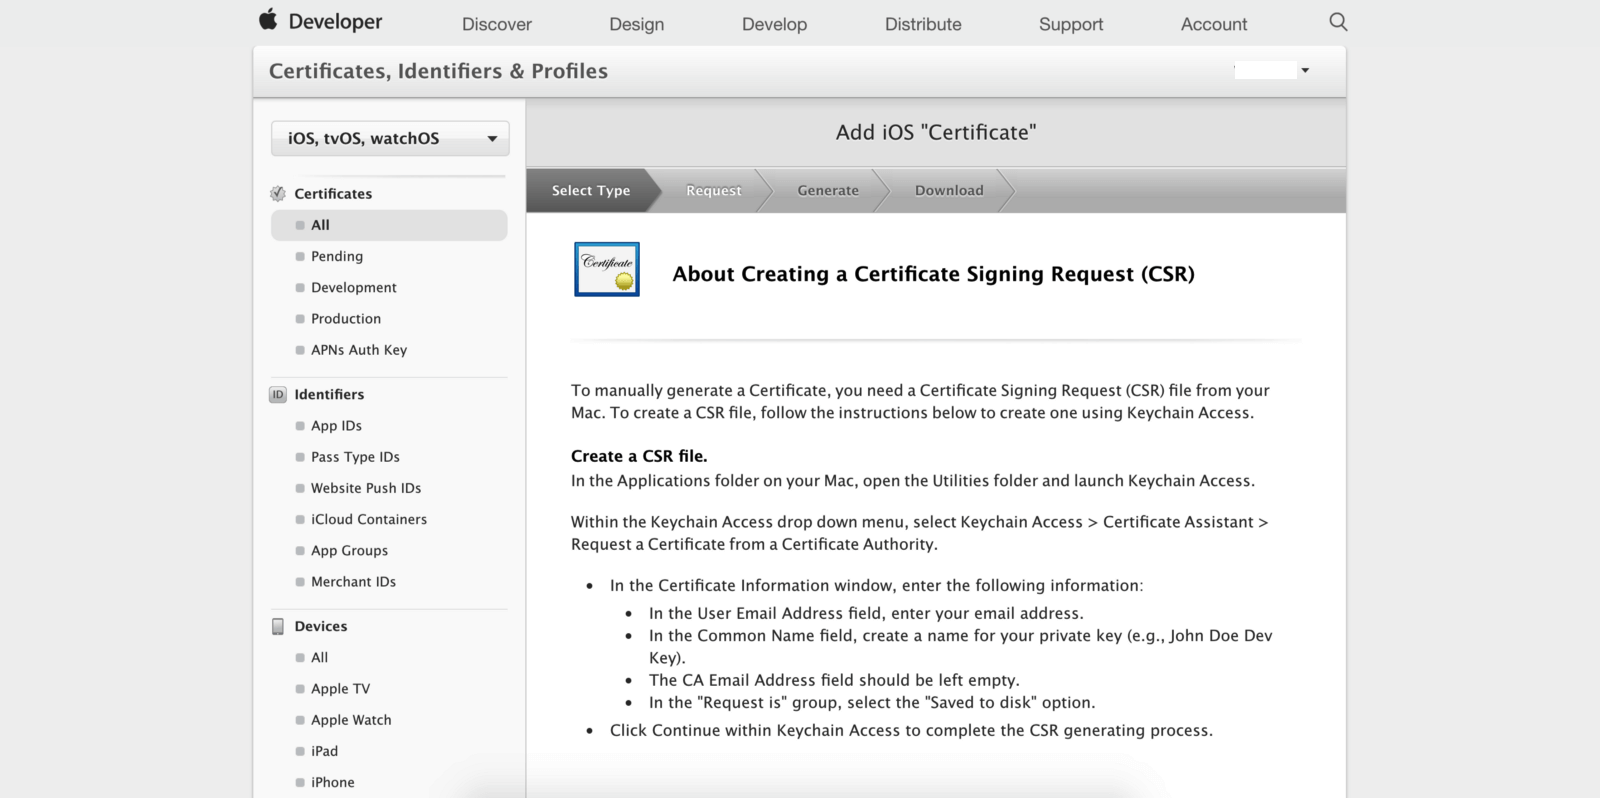 Developer
Discover
Design
Develop
Distribute
Support
Account
Certificates, Identifiers & Profiles
iOS, tvOS, watchOS
Certificates
All
Pending
Development
Production
APNs Auth Key
ID Identifiers
App IDs
Pass Type IDs
Website Push IDs
iCloud Containers
App Groups
Merchant IDs
Devices
All
Apple TV
Apple Watch
iPad
iPhone
Add iOS "Certificate"
Select Type
Request
Generate
Download
Certificate
About Creating a Certificate Signing Request (CSR)
To manually generate a Certificate, you need a Certificate Signing Request (CSR) file from your
Mac. To create a CSR file, follow the instructions below to create one using Keychain Access.
Create a CSR file.
In the Applications folder on your Mac, open the Utilities folder and launch Keychain Access.
Within the Keychain Access drop down menu, select Keychain Access > Certificate Assistant >
Request a Certificate from a Certificate Authority.
• In the Certificate Information window, enter the following information:
• In the User Email Address field, enter your email address.
• In the Common Name field, create a name for your private key (e.g., John Doe Dev
Key).
• The CA Email Address field should be left empty.
• In the "Request is" group, select the "Saved to disk" option.
• Click Continue within Keychain Access to complete the CSR generating process.